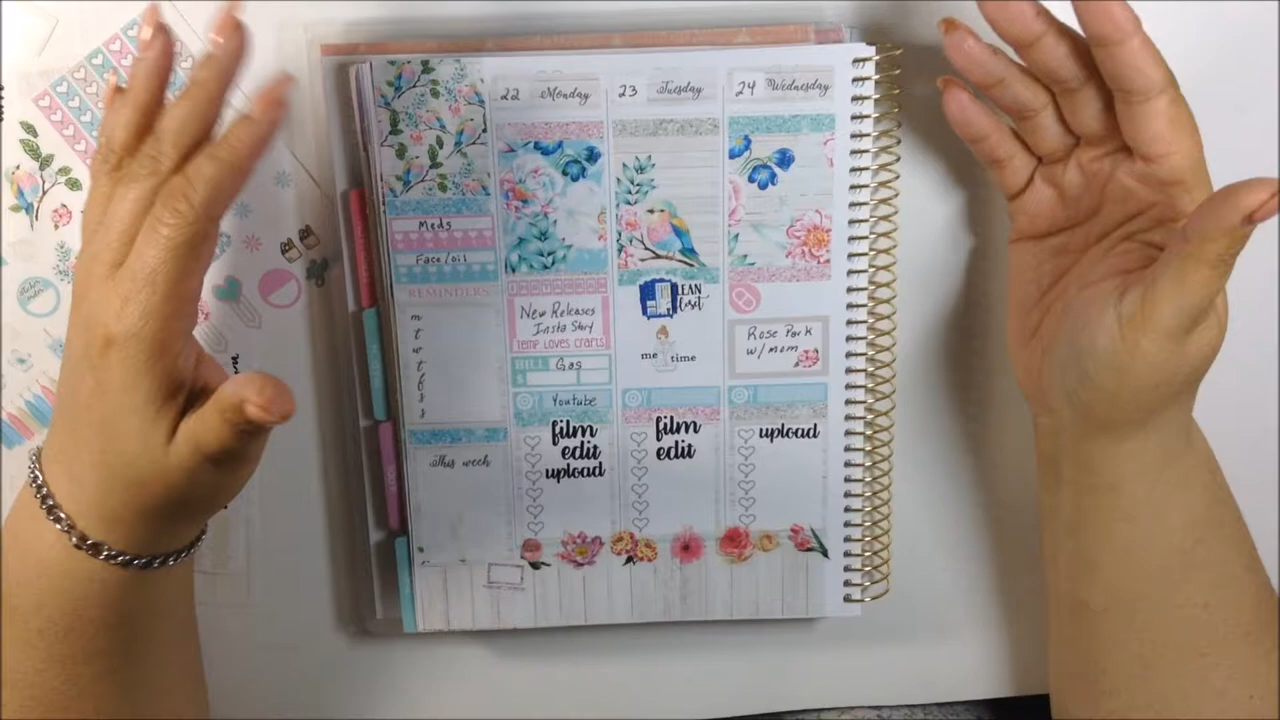 22 Monday
23 Tuesday
24 Wednesday
Meds
Face/oil
REMINDERS
m
t
w
t
f
s
s
This week
INSTAGRAM
New Releases
Insta Story
TEMP LOVES CRAFTS
BILL Gas
$
Youtube
film
edit
upload
CLEAN
Closet
me time
film
edit
Rose Park
w/mom
upload